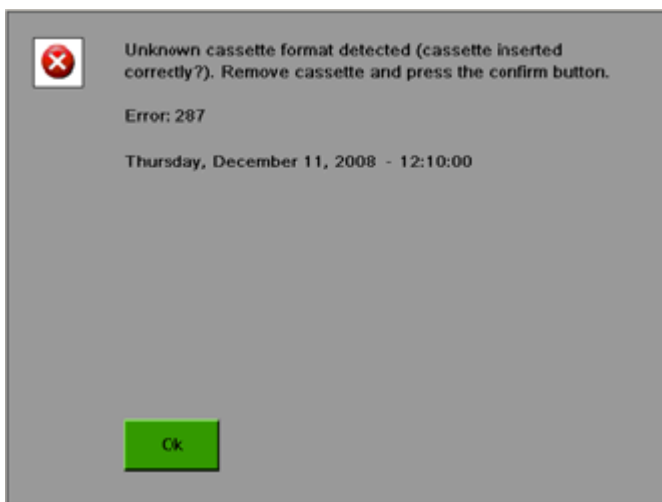 Unknown cassette format detected (cassette inserted
correctly?). Remove cassette and press the confirm button.
Error: 287
Thursday, December 11, 2008 - 12:10:00
Ok